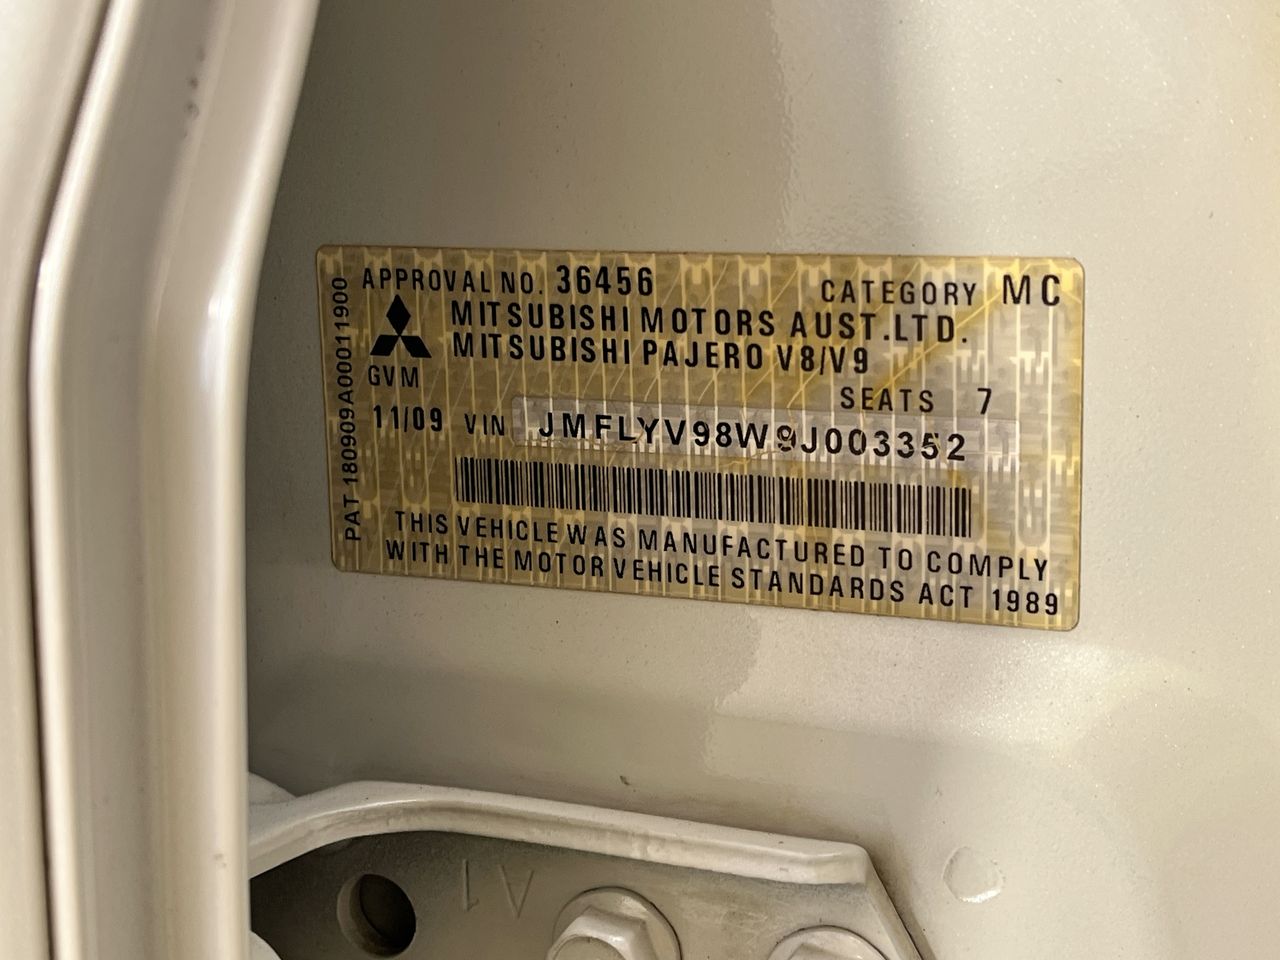 APPROVAL NO. 36456
CATEGORY MC
MITSUBISHI MOTORS AUST.LTD.
MITSUBISHI PAJERO V8/V9
GVM
SEATS 7
11/09 VIN JMFLYV98W9J003352
THIS VEHICLE WAS MANUFACTURED TO COMPLY
WITH THE MOTOR VEHICLE STANDARDS ACT 1989
PAT 180909A00011900
A1